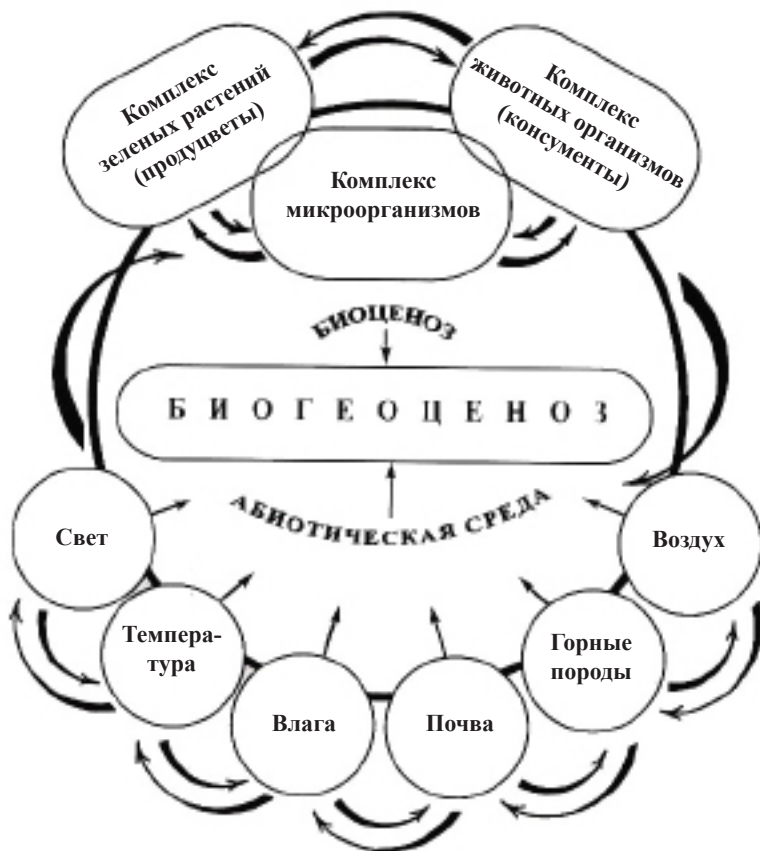 Комплекс
зеленых растений
(продуцветы)
Комплекс
животных организмов
(консументы)
Комплекс
микроорганизмов
БИОЦЕНОЗ
БИОГЕОЦЕНОЗ
АБИОТИЧЕСКАЯ СРЕДА
Свет
Воздух
Темпера-
тура
Горные
породы
Влага
Почва